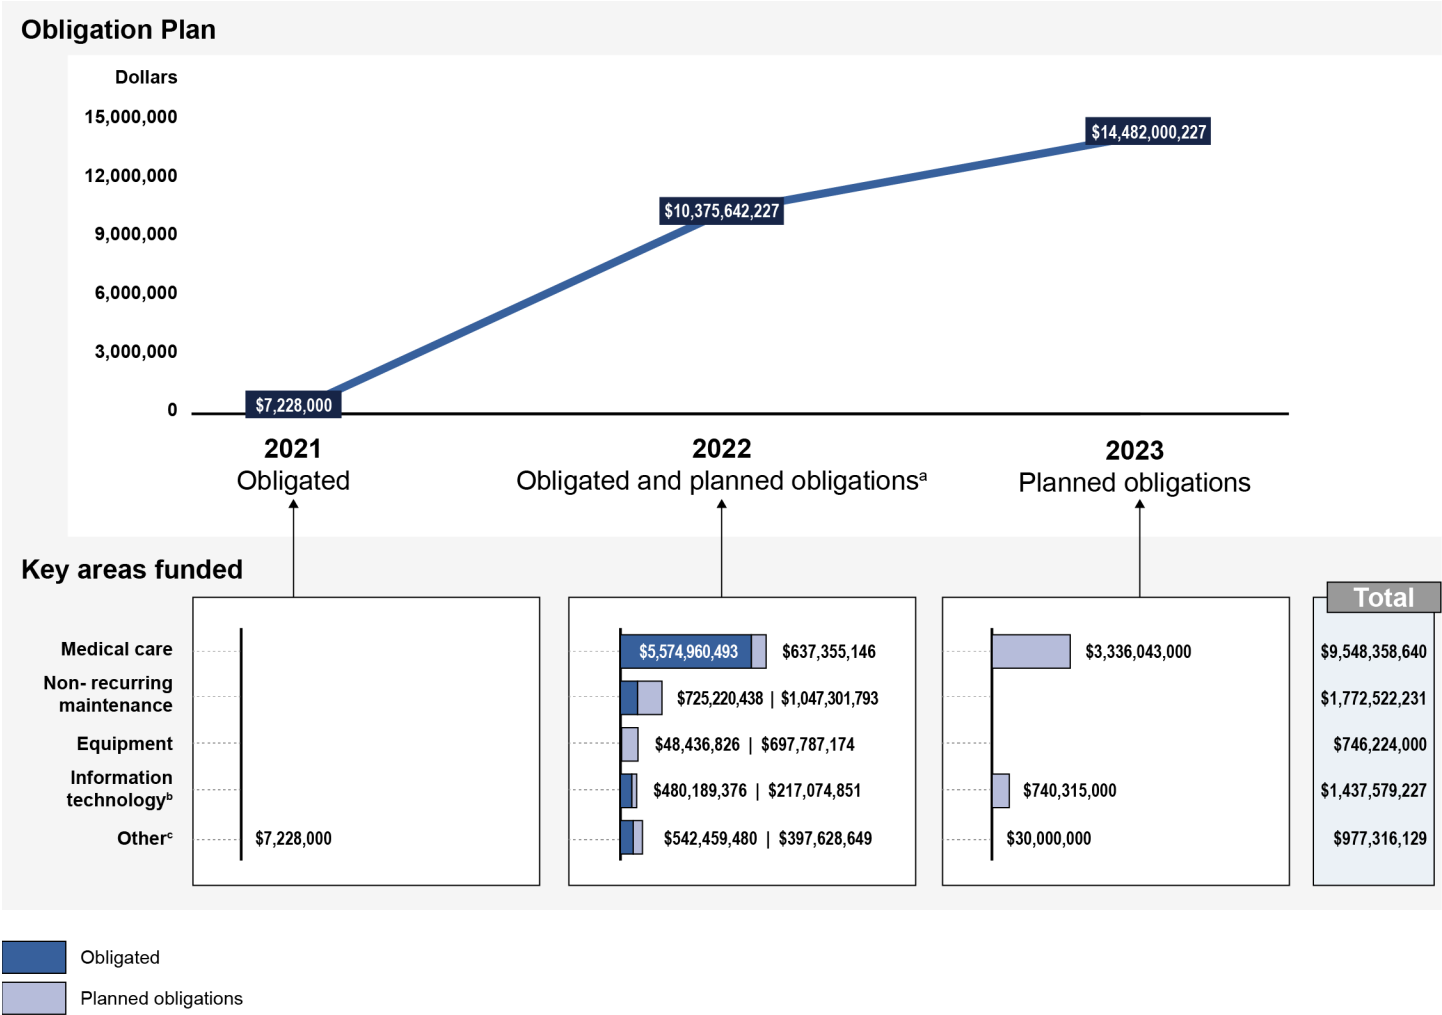 Obligation Plan
Dollars
15,000,000
12,000,000
9,000,000
6,000,000
3,000,000
0
$7,228,000
$10,375,642,227
$14,482,000,227
2021
Obligated
2022
Obligated and planned obligationsᵃ
2023
Planned obligations
Key areas funded
Total
Medical care
$5,574,960,493 $637,355,146
$3,336,043,000
$9,548,358,640
Non- recurring
maintenance
$725,220,438 | $1,047,301,793
$1,772,522,231
Equipment
$48,436,826 | $697,787,174
$746,224,000
Information
technologyᵇ
$480,189,376 | $217,074,851
$740,315,000
$1,437,579,227
Otherᶜ
$7,228,000
$542,459,480 | $397,628,649
$30,000,000
$977,316,129
Obligated
Planned obligations